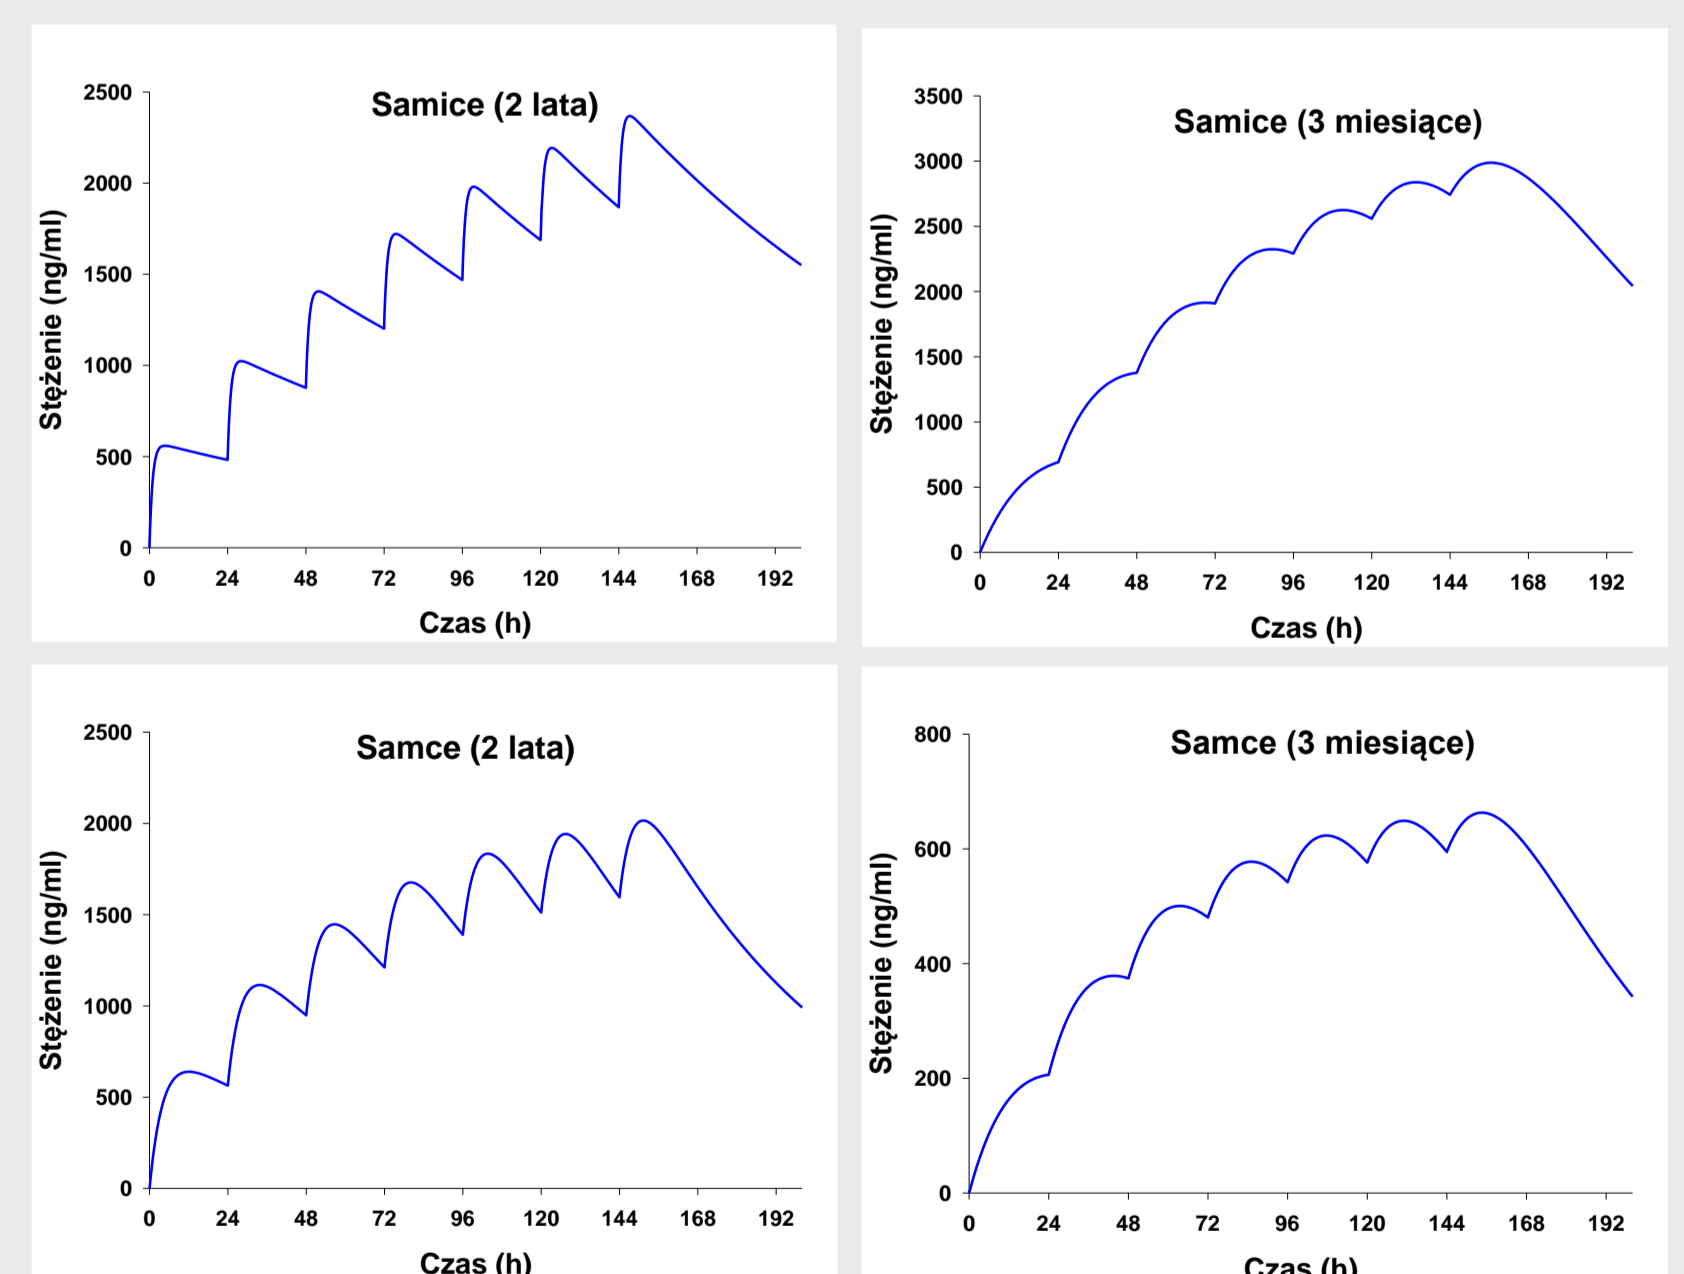 Samice (2 lata)
2500
2000
1500
1000
500
0
Stężenie (ng/ml)
0 24 48 72 96 120 144 168 192
Czas (h)
Samice (3 miesiące)
3500
3000
2500
2000
1500
1000
500
0
Stężenie (ng/ml)
0 24 48 72 96 120 144 168 192
Czas (h)
Samce (2 lata)
2500
2000
1500
1000
500
0
Stężenie (ng/ml)
0 24 48 72 96 120 144 168 192
Czas (h)
Samce (3 miesiące)
800
600
400
200
0
Stężenie (ng/ml)
0 24 48 72 96 120 144 168 192
Czas (h)